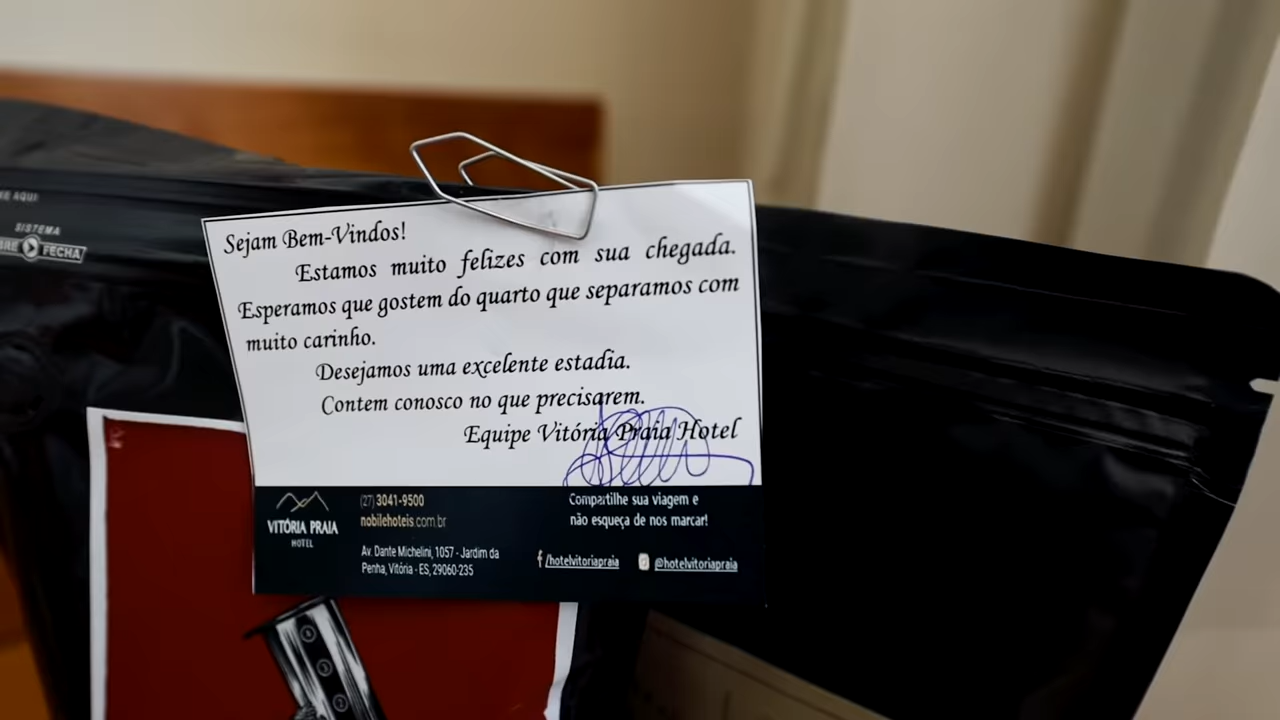 SISTEMA
FECHA
Sejam Bem-Vindos!
Estamos muito felizes com sua chegada.
Esperamos que gostem do quarto que separamos com
muito carinho.
Desejamos uma excelente estadia.
Contem conosco no que precisarem.
Equipe Vitória Praia Hotel
VITÓRIA PRAIA
HOTEL
(27) 3041-9500
nobilehoteis.com.br
Av. Dante Michelini, 1057 - Jardim da
Penha, Vitória - ES, 29060-235
Compartilhe sua viagem e
não esqueça de nos marcar!
/hotelvitoriapraia
@hotelvitoriapraia